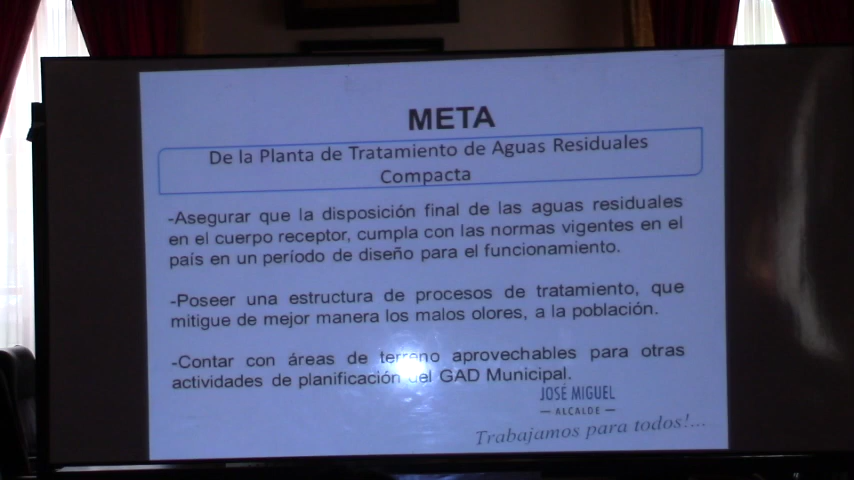 META
De la Planta de Tratamiento de Aguas Residuales
Compacta
-Asegurar que la disposición final de las aguas residuales
en el cuerpo receptor, cumpla con las normas vigentes en el
país en un período de diseño para el funcionamiento.
-Poseer una estructura de procesos de tratamiento, que
mitigue de mejor manera los malos olores, a la población.
-Contar con áreas de terreno aprovechables para otras
actividades de planificación del GAD Municipal.
JOSÉ MIGUEL
— ALCALDE —
Trabajamos para todos!...